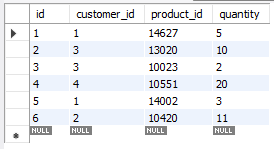 id customer_id product_id quantity
1 1 14627 5
2 3 13020 10
3 3 10023 2
4 4 10551 20
5 1 14002 3
6 2 10420 11
NULL NULL NULL NULL